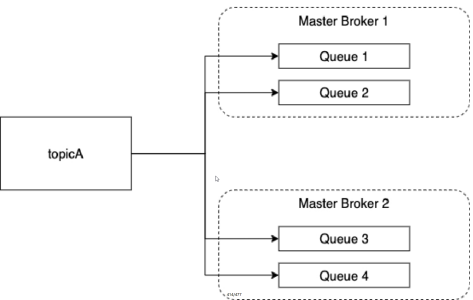 Master Broker 1
Queue 1
Queue 2
topicA
Master Broker 2
Queue 3
Queue 4